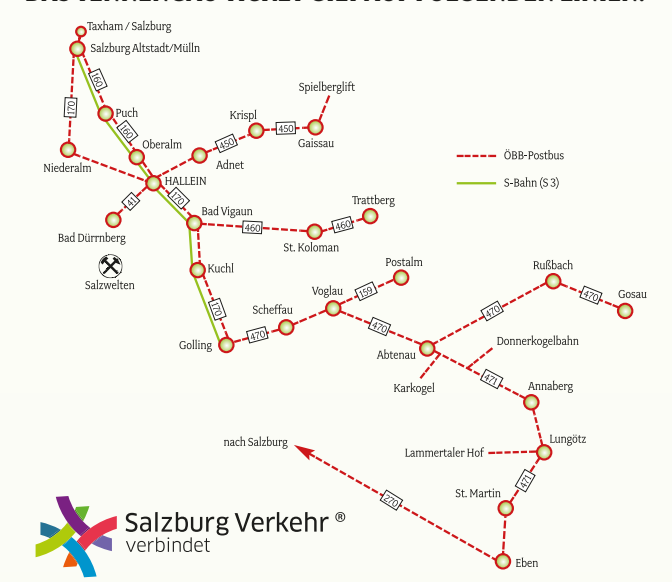 Taxham / Salzburg
Salzburg Altstadt/Mülln
160
170
Puch
160
Oberalm
Niederalm
Spielberglift
Krispl
450
Gaissau
450
Adnet
HALLEIN
170
41
Bad Dürrnberg
Salzwelten
Bad Vigaun
460
St. Koloman
460
Trattberg
ÖBB-Postbus
S-Bahn (S 3)
Kuchl
170
Golling
470
Scheffau
Voglau
159
Postalm
470
Abtenau
470
Rußbach
470
Gosau
Donnerkogelbahn
Karkogel
471
Annaberg
Lungötz
Lammertaler Hof
471
St. Martin
nach Salzburg
270
Eben
Salzburg Verkehr ®
verbindet